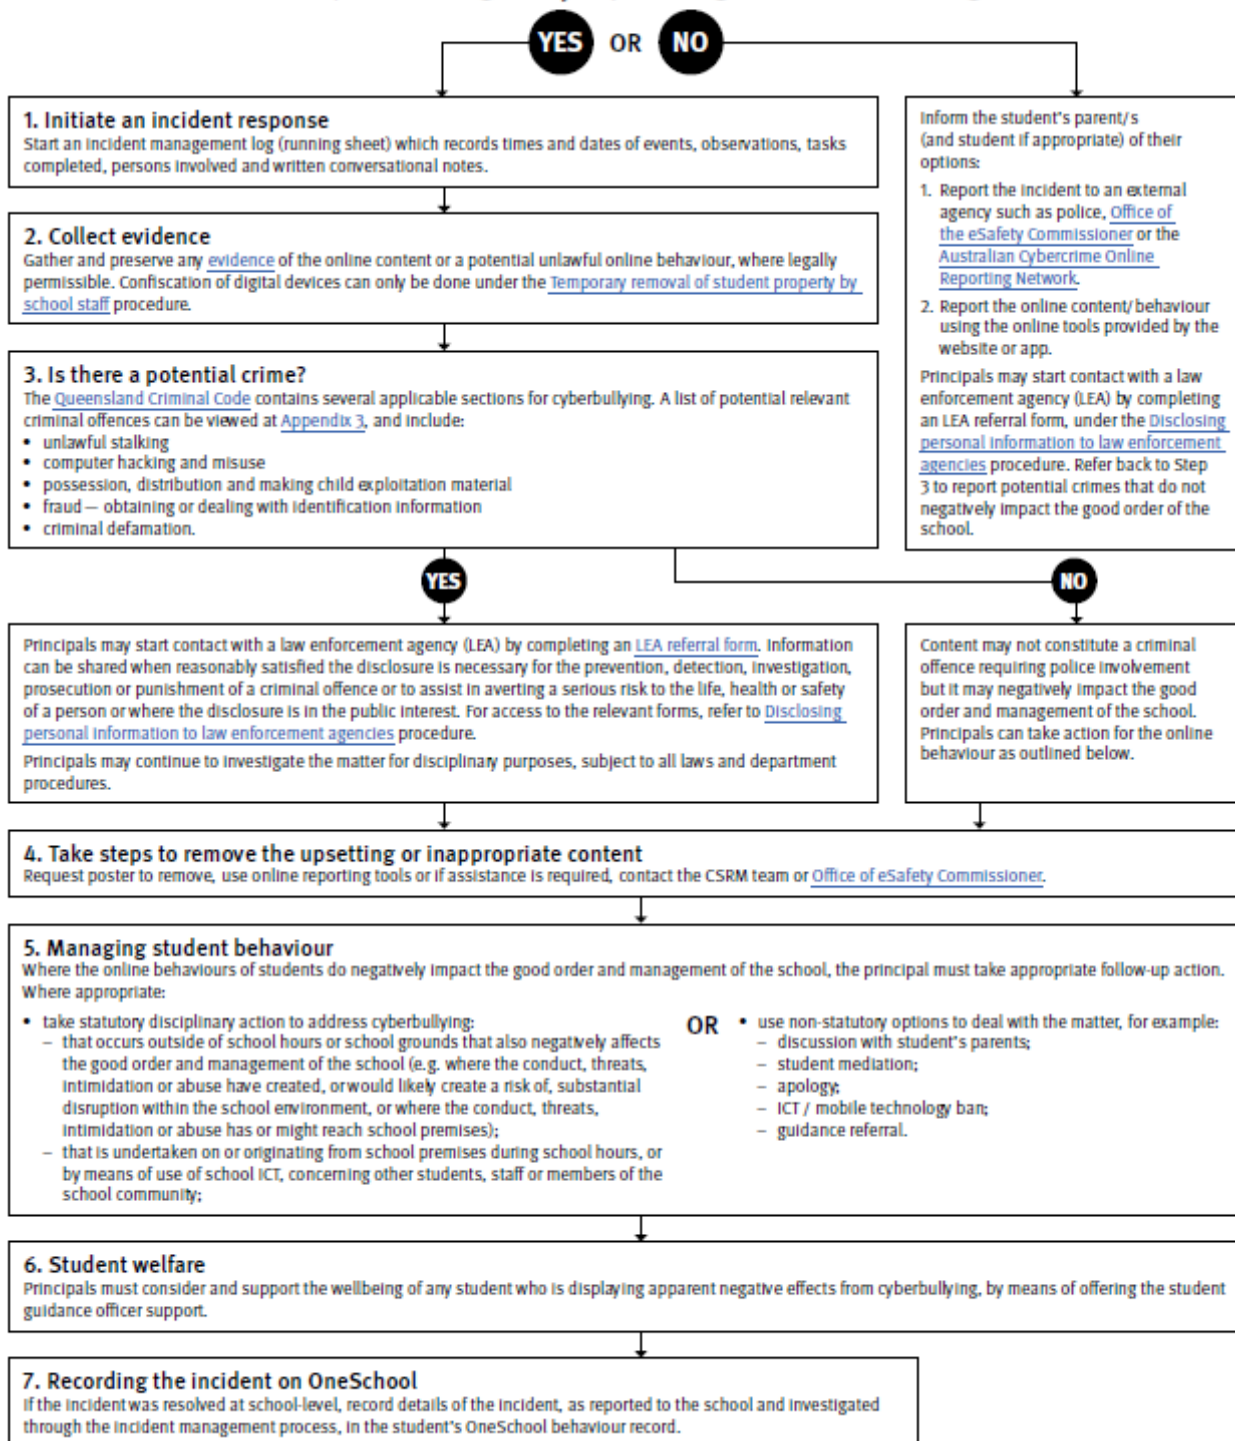 YES OR NO
1. Initiate an incident response
Start an incident management log (running sheet) which records times and dates of events, observations, tasks
completed, persons involved and written conversational notes.
Inform the student's parent/s
(and student if appropriate) of their
options:
1. Report the incident to an external
agency such as police, Office of
the eSafety Commissioner or the
Australian Cybercrime Online
Reporting Network.
2. Report the online content/behaviour
using the online tools provided by the
website or app.
Principals may start contact with a law
enforcement agency (LEA) by completing
an LEA referral form, under the Disclosing
personal information to law enforcement
agencies procedure. Refer back to Step
3 to report potential crimes that do not
negatively impact the good order of the
school.
2. Collect evidence
Gather and preserve any evidence of the online content or a potential unlawful online behaviour, where legally
permissible. Confiscation of digital devices can only be done under the Temporary removal of student property by
school staff procedure.
3. Is there a potential crime?
The Queensland Criminal Code contains several applicable sections for cyberbullying. A list of potential relevant
criminal offences can be viewed at Appendix 3, and include:
• unlawful stalking
• computer hacking and misuse
• possession, distribution and making child exploitation material
• fraud — obtaining or dealing with identification information
• criminal defamation.
YES
NO
Principals may start contact with a law enforcement agency (LEA) by completing an LEA referral form. Information
can be shared when reasonably satisfied the disclosure is necessary for the prevention, detection, investigation,
prosecution or punishment of a criminal offence or to assist in averting a serious risk to the life, health or safety
of a person or where the disclosure is in the public interest. For access to the relevant forms, refer to Disclosing
personal information to law enforcement agencies procedure.
Principals may continue to investigate the matter for disciplinary purposes, subject to all laws and department
procedures.
Content may not constitute a criminal
offence requiring police involvement
but it may negatively impact the good
order and management of the school.
Principals can take action for the online
behaviour as outlined below.
4. Take steps to remove the upsetting or inappropriate content
Request poster to remove, use online reporting tools or if assistance is required, contact the CSRM team or Office of eSafety Commissioner.
5. Managing student behaviour
Where the online behaviours of students do negatively impact the good order and management of the school, the principal must take appropriate follow-up action.
Where appropriate:
• take statutory disciplinary action to address cyberbullying:
– that occurs outside of school hours or school grounds that also negatively affects
the good order and management of the school (e.g. where the conduct, threats,
intimidation or abuse have created, or would likely create a risk of, substantial
disruption within the school environment, or where the conduct, threats,
intimidation or abuse has or might reach school premises);
– that is undertaken on or originating from school premises during school hours, or
by means of use of school ICT, concerning other students, staff or members of the
school community;
OR
• use non-statutory options to deal with the matter, for example:
– discussion with student's parents;
– student mediation;
– apology;
– ICT / mobile technology ban;
– guidance referral.
6. Student welfare
Principals must consider and support the wellbeing of any student who is displaying apparent negative effects from cyberbullying, by means of offering the student
guidance officer support.
7. Recording the incident on OneSchool
If the incident was resolved at school-level, record details of the incident, as reported to the school and investigated
through the incident management process, in the student's OneSchool behaviour record.